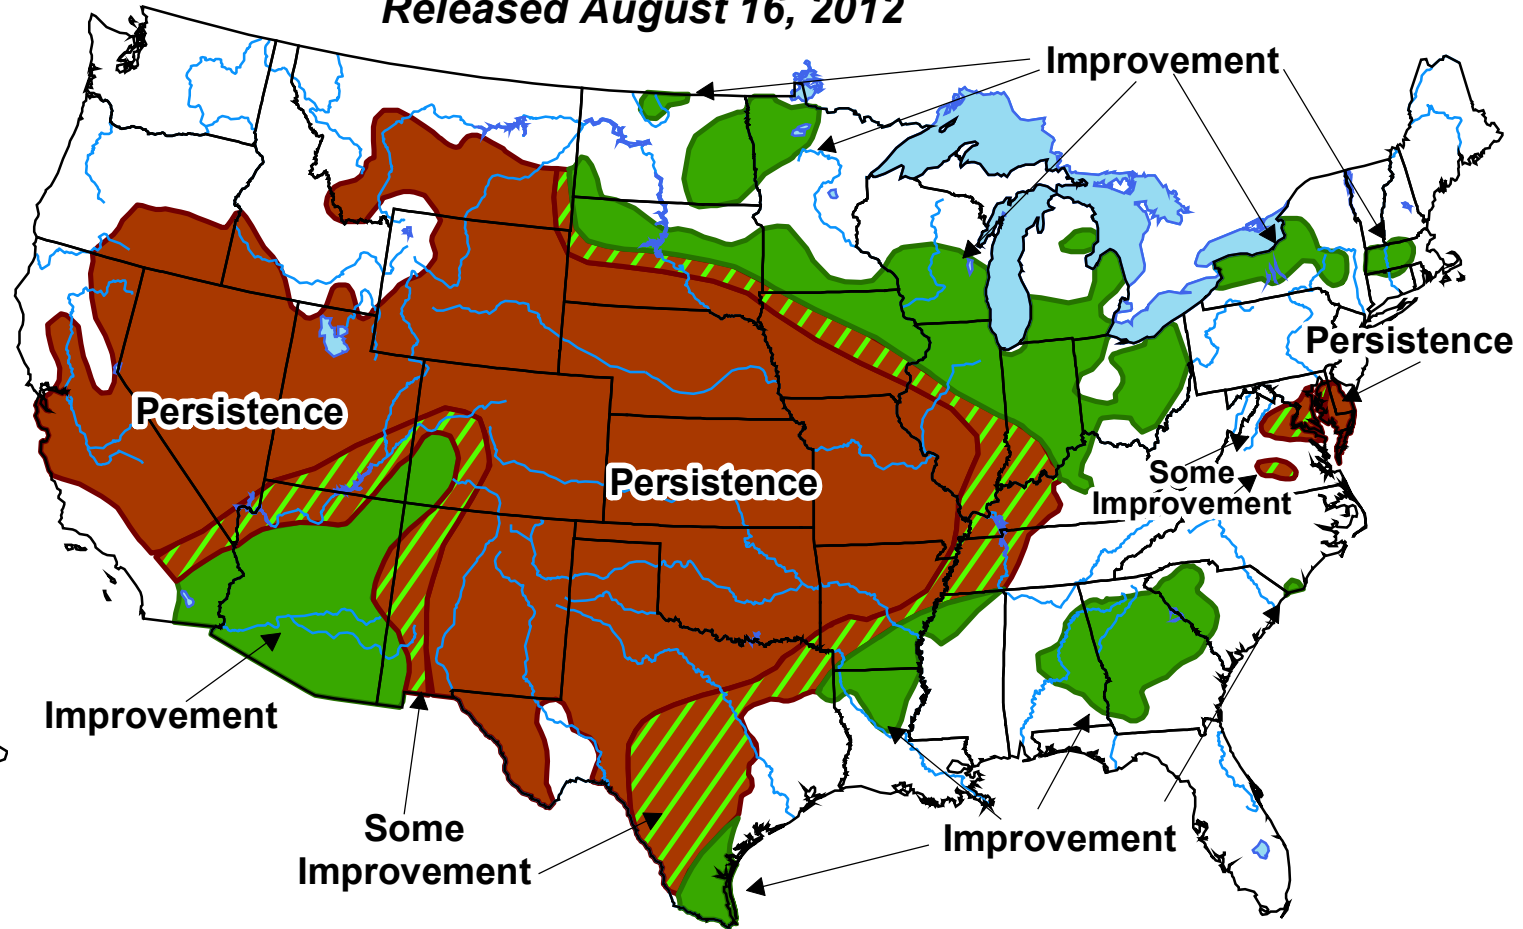 Released August 16, 2012
Improvement
Persistence
Persistence
Persistence
Some
Improvement
Improvement
Some
Improvement
Improvement